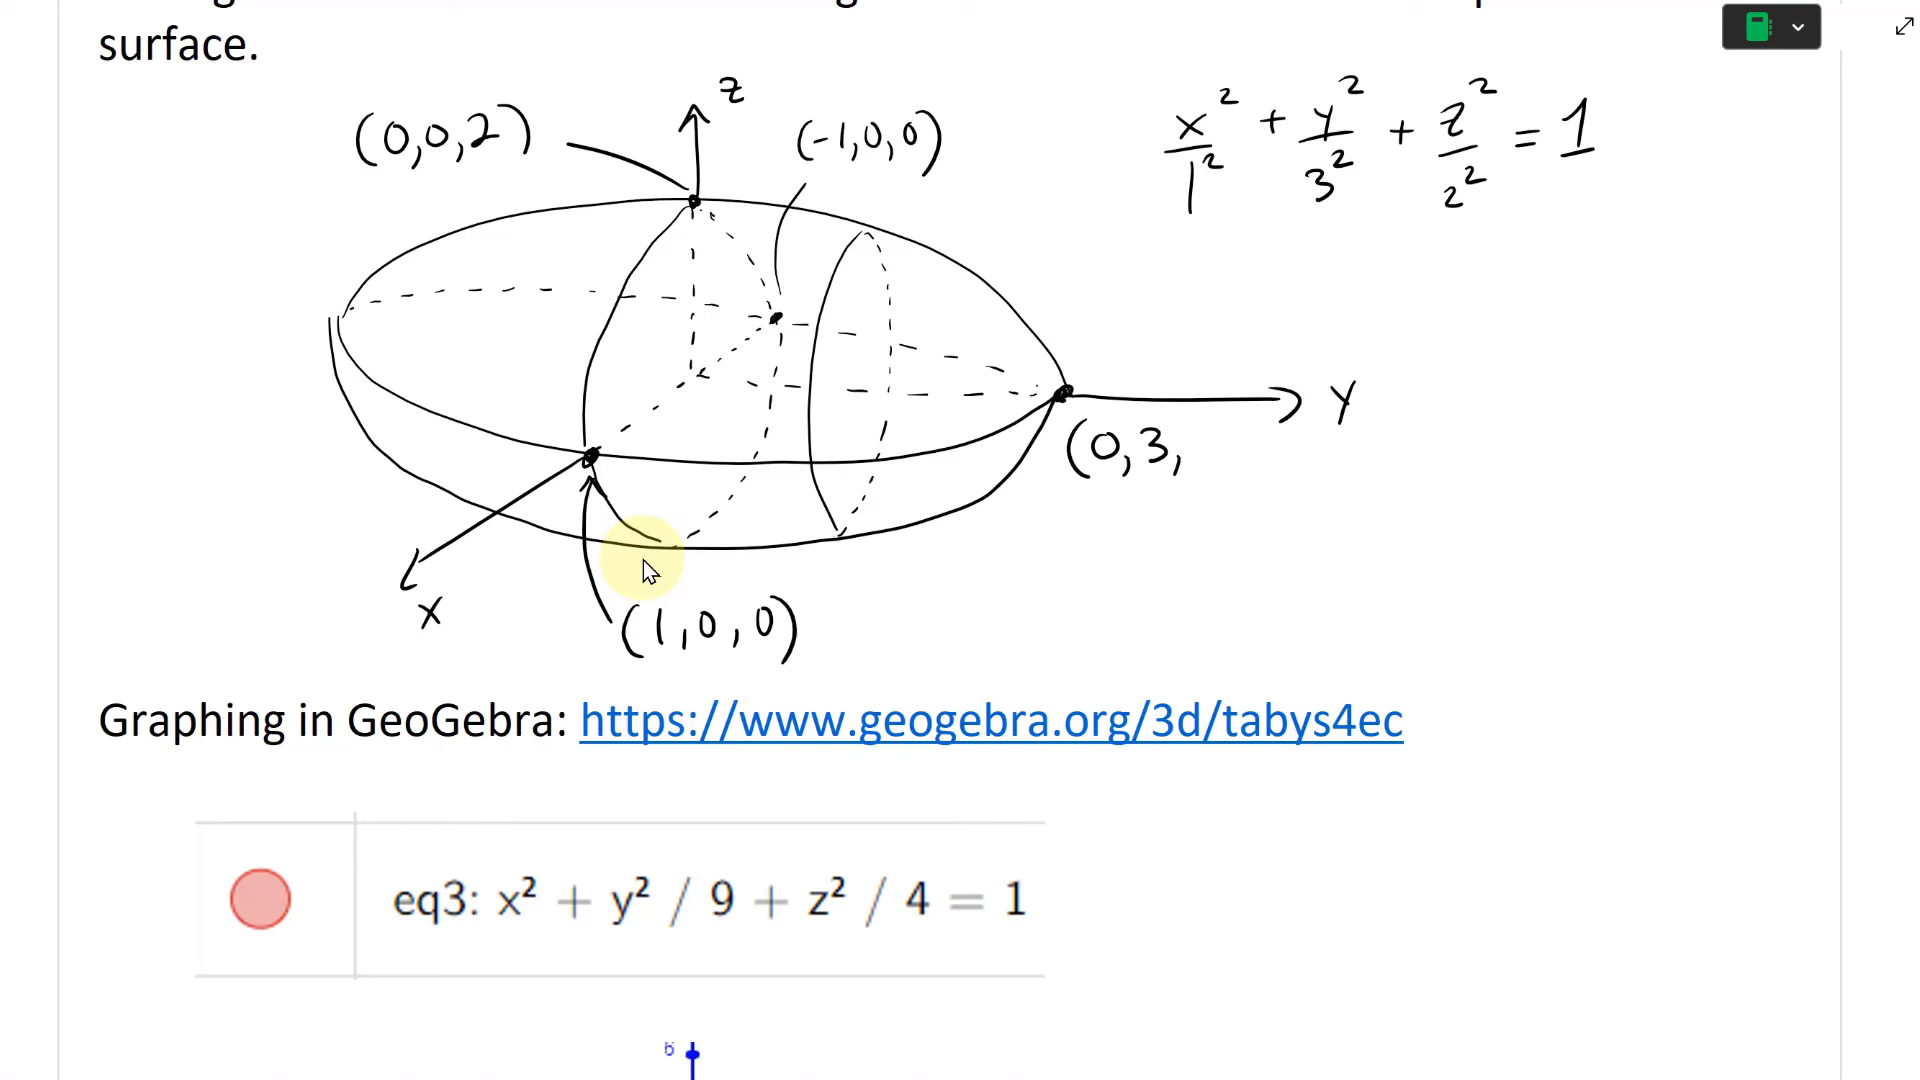 surface.
z
(0,0,2)
(-1,0,0)
x²/1² + y²/3² + z²/2² = 1
y
(0,3,
x
(1,0,0)
Graphing in GeoGebra: https://www.geogebra.org/3d/tabys4ec
eq3: x² + y² / 9 + z² / 4 = 1
6